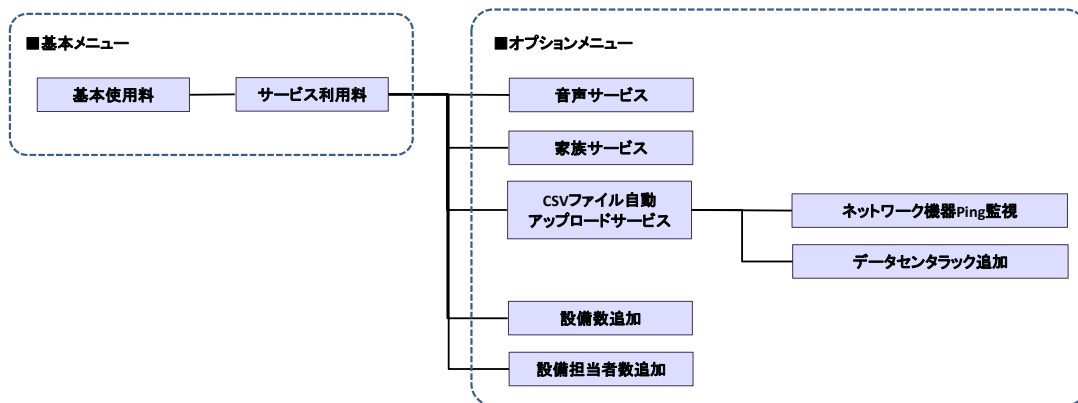 ■基本メニュー
基本使用料
サービス利用料
■オプションメニュー
音声サービス
家族サービス
CSVファイル自動
アップロードサービス
ネットワーク機器Ping監視
データセンタラック追加
設備数追加
設備担当者数追加